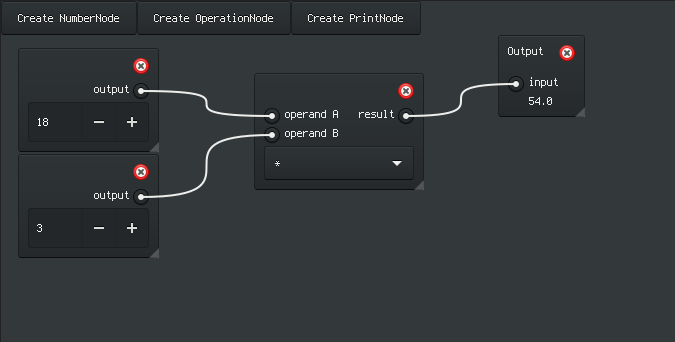 Create NumberNode Create OperationNode Create PrintNode
output
18 − +
output
3 − +
operand A result
operand B
*
Output
input
54.0